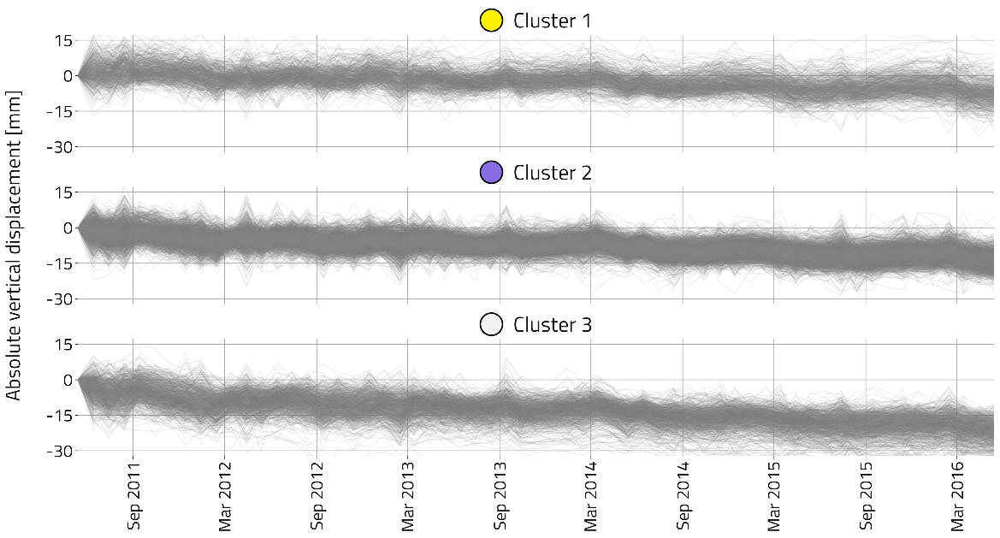 Cluster 1
15
0
-15
-30
Cluster 2
15
0
-15
-30
Cluster 3
15
0
-15
-30
Absolute vertical displacement [mm]
Sep 2011
Mar 2012
Sep 2012
Mar 2013
Sep 2013
Mar 2014
Sep 2014
Mar 2015
Sep 2015
Mar 2016